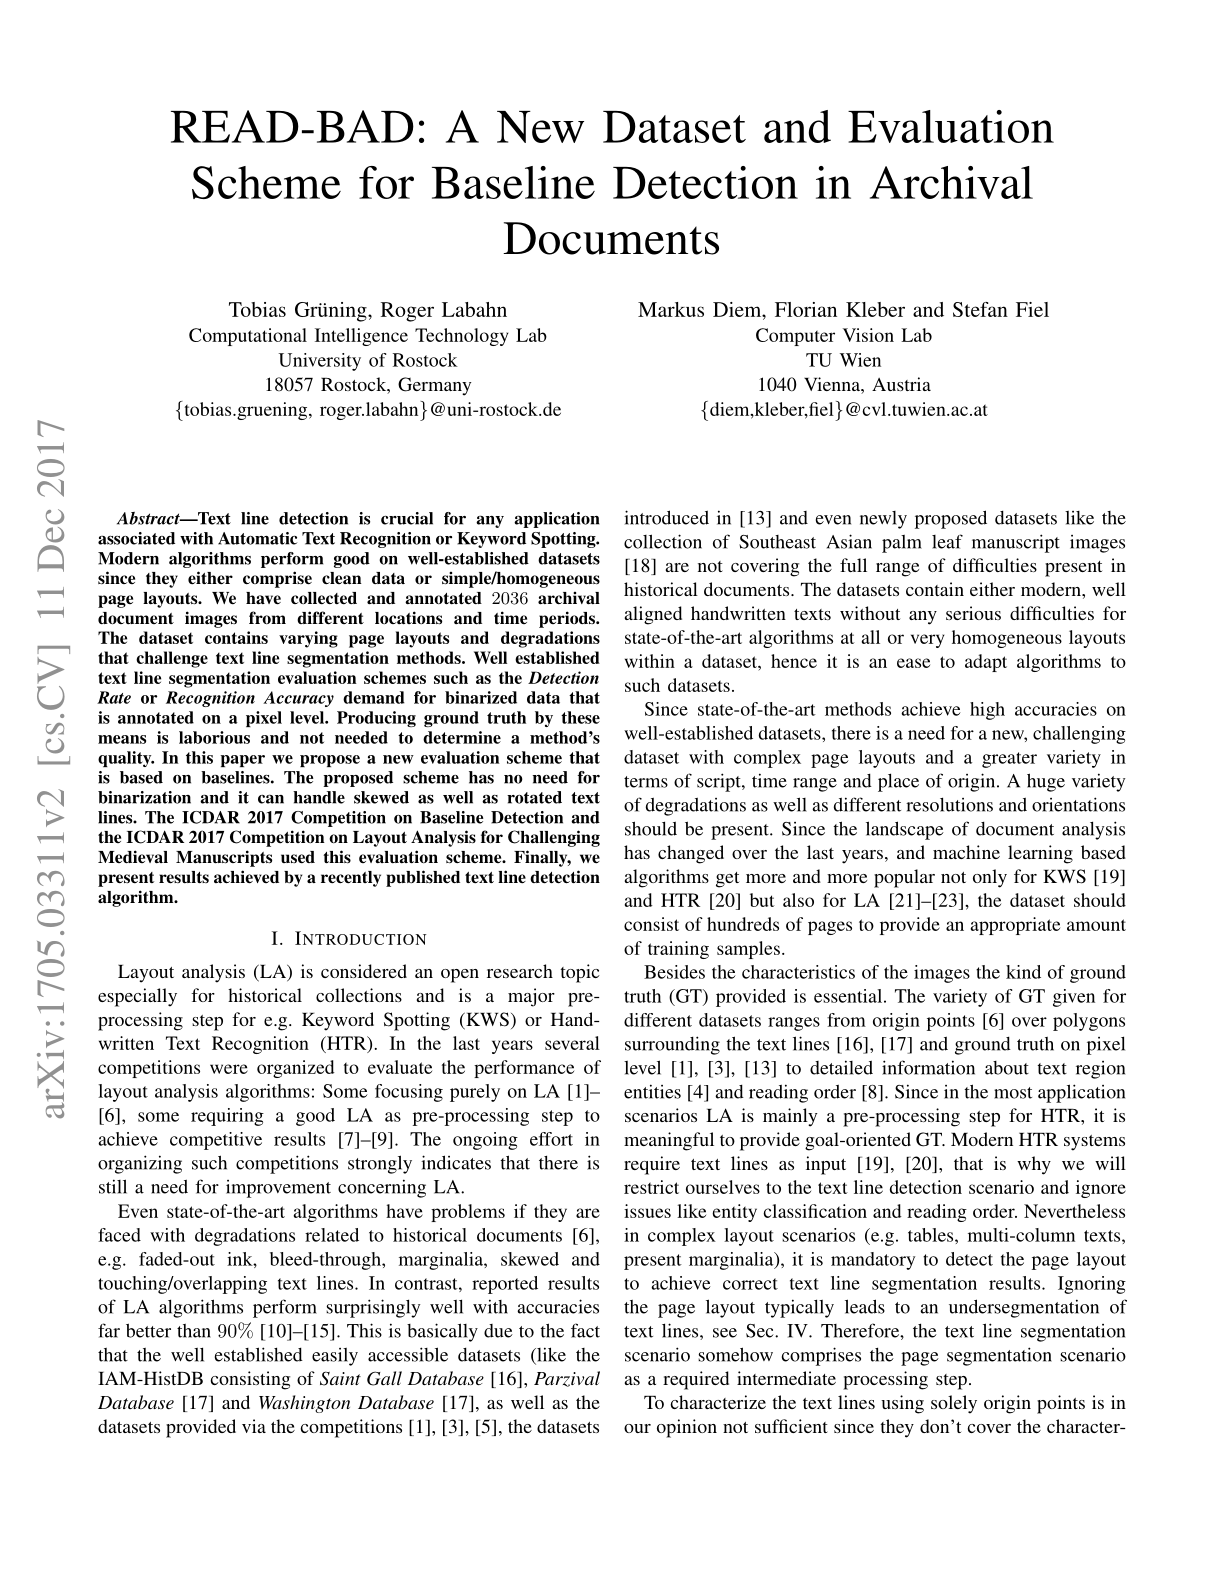 READ-BAD: A New Dataset and Evaluation
Scheme for Baseline Detection in Archival
Documents
Tobias Grüning, Roger Labahn
Computational Intelligence Technology Lab
University of Rostock
18057 Rostock, Germany
{tobias.gruening, roger.labahn}@uni-rostock.de
Markus Diem, Florian Kleber and Stefan Fiel
Computer Vision Lab
TU Wien
1040 Vienna, Austria
{diem,kleber,fiel}@cvl.tuwien.ac.at
arXiv:1705.03311v2 [cs.CV] 11 Dec 2017
Abstract—Text line detection is crucial for any application
associated with Automatic Text Recognition or Keyword Spotting.
Modern algorithms perform good on well-established datasets
since they either comprise clean data or simple/homogeneous
page layouts. We have collected and annotated 2036 archival
document images from different locations and time periods.
The dataset contains varying page layouts and degradations
that challenge text line segmentation methods. Well established
text line segmentation evaluation schemes such as the Detection
Rate or Recognition Accuracy demand for binarized data that
is annotated on a pixel level. Producing ground truth by these
means is laborious and not needed to determine a method's
quality. In this paper we propose a new evaluation scheme that
is based on baselines. The proposed scheme has no need for
binarization and it can handle skewed as well as rotated text
lines. The ICDAR 2017 Competition on Baseline Detection and
the ICDAR 2017 Competition on Layout Analysis for Challenging
Medieval Manuscripts used this evaluation scheme. Finally, we
present results achieved by a recently published text line detection
algorithm.
I. INTRODUCTION
Layout analysis (LA) is considered an open research topic
especially for historical collections and is a major pre-
processing step for e.g. Keyword Spotting (KWS) or Hand-
written Text Recognition (HTR). In the last years several
competitions were organized to evaluate the performance of
layout analysis algorithms: Some focusing purely on LA [1]–
[6], some requiring a good LA as pre-processing step to
achieve competitive results [7]–[9]. The ongoing effort in
organizing such competitions strongly indicates that there is
still a need for improvement concerning LA.
Even state-of-the-art algorithms have problems if they are
faced with degradations related to historical documents [6],
e.g. faded-out ink, bleed-through, marginalia, skewed and
touching/overlapping text lines. In contrast, reported results
of LA algorithms perform surprisingly well with accuracies
far better than 90% [10]–[15]. This is basically due to the fact
that the well established easily accessible datasets (like the
IAM-HistDB consisting of Saint Gall Database [16], Parzival
Database [17] and Washington Database [17], as well as the
datasets provided via the competitions [1], [3], [5], the datasets
introduced in [13] and even newly proposed datasets like the
collection of Southeast Asian palm leaf manuscript images
[18] are not covering the full range of difficulties present in
historical documents. The datasets contain either modern, well
aligned handwritten texts without any serious difficulties for
state-of-the-art algorithms at all or very homogeneous layouts
within a dataset, hence it is an ease to adapt algorithms to
such datasets.
Since state-of-the-art methods achieve high accuracies on
well-established datasets, there is a need for a new, challenging
dataset with complex page layouts and a greater variety in
terms of script, time range and place of origin. A huge variety
of degradations as well as different resolutions and orientations
should be present. Since the landscape of document analysis
has changed over the last years, and machine learning based
algorithms get more and more popular not only for KWS [19]
and HTR [20] but also for LA [21]–[23], the dataset should
consist of hundreds of pages to provide an appropriate amount
of training samples.
Besides the characteristics of the images the kind of ground
truth (GT) provided is essential. The variety of GT given for
different datasets ranges from origin points [6] over polygons
surrounding the text lines [16], [17] and ground truth on pixel
level [1], [3], [13] to detailed information about text region
entities [4] and reading order [8]. Since in the most application
scenarios LA is mainly a pre-processing step for HTR, it is
meaningful to provide goal-oriented GT. Modern HTR systems
require text lines as input [19], [20], that is why we will
restrict ourselves to the text line detection scenario and ignore
issues like entity classification and reading order. Nevertheless
in complex layout scenarios (e.g. tables, multi-column texts,
present marginalia), it is mandatory to detect the page layout
to achieve correct text line segmentation results. Ignoring
the page layout typically leads to an undersegmentation of
text lines, see Sec. IV. Therefore, the text line segmentation
scenario somehow comprises the page segmentation scenario
as a required intermediate processing step.
To characterize the text lines using solely origin points is in
our opinion not sufficient since they don't cover the character-